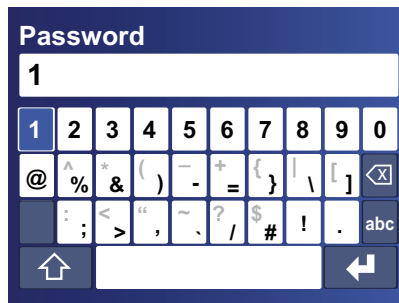 Password
1
1 2 3 4 5 6 7 8 9 0
@ ^ % * & ( ) _ - + = { } | \ [ ]
: ; < > “ , ~ ` ? / $ # ! . abc